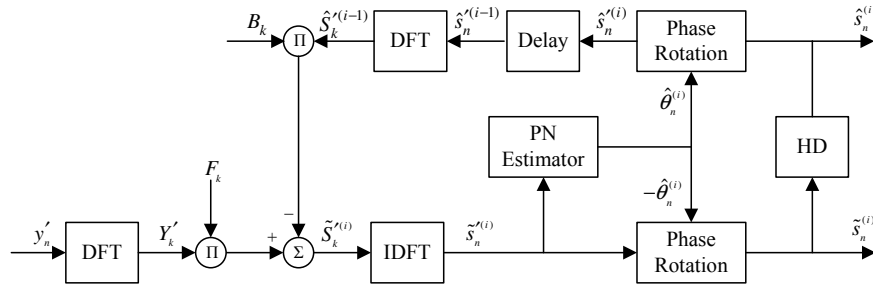 B_k
Π
Ŝ′_k^{(i−1)}
DFT
ŝ′_n^{(i−1)}
Delay
ŝ′_n^{(i)}
Phase
Rotation
ŝ_n^{(i)}
θ̂_n^{(i)}
PN
Estimator
HD
F_k
−
−θ̂_n^{(i)}
y′_n
DFT
Y′_k
Π
+
Σ
S̃′_k^{(i)}
IDFT
s̃′_n^{(i)}
Phase
Rotation
s̃_n^{(i)}